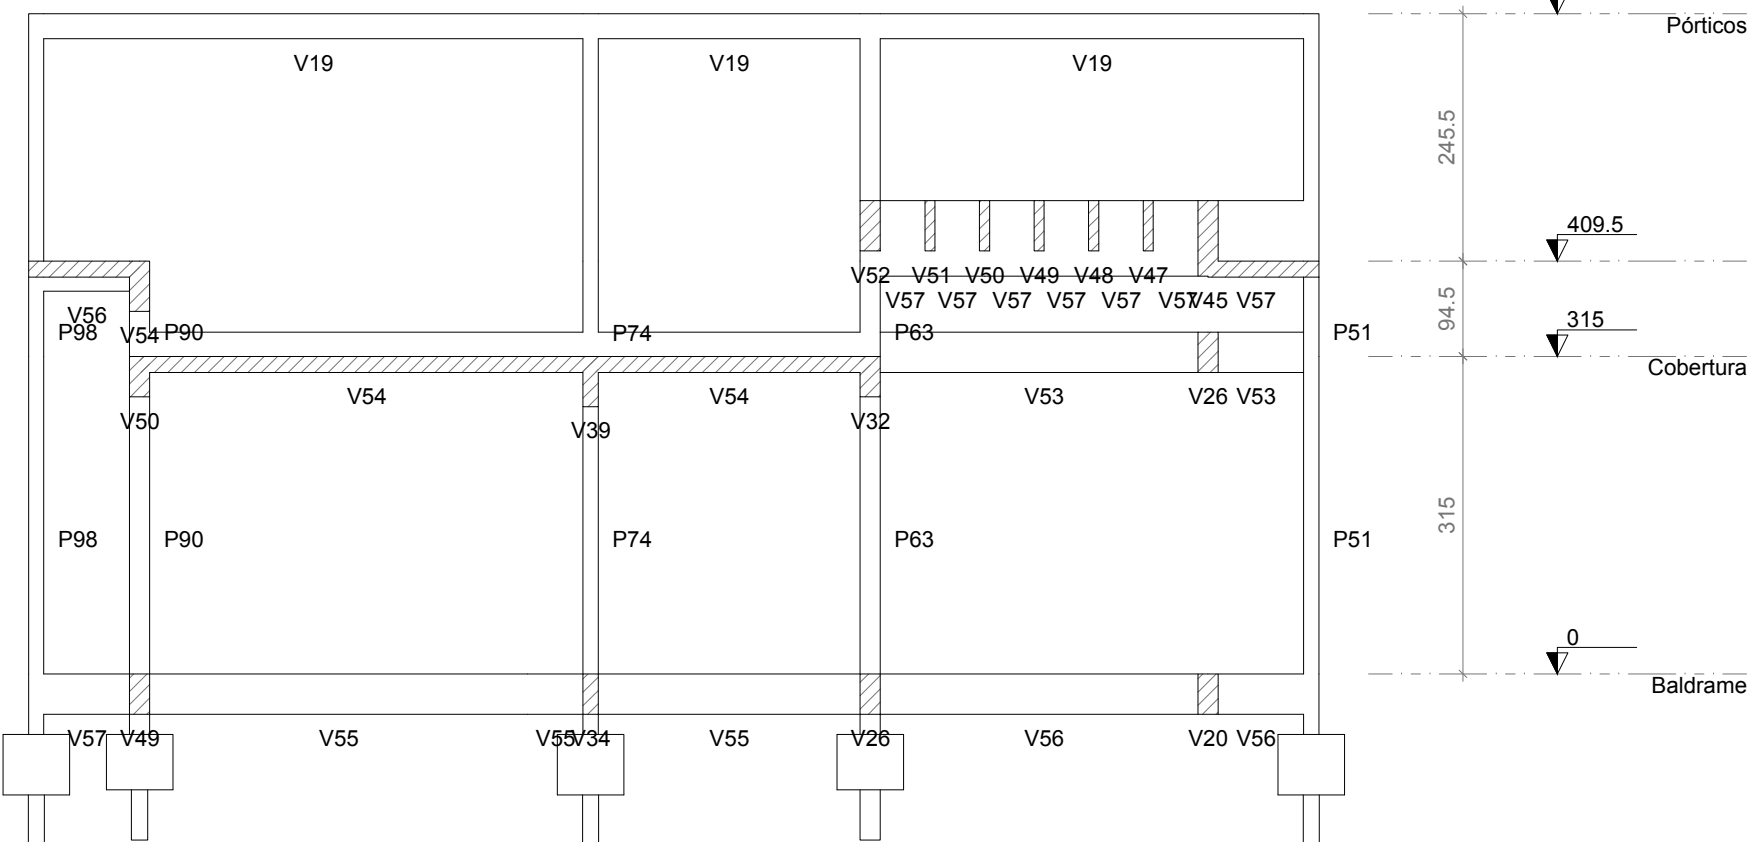 Pórticos
V19 V19 V19
245.5
409.5
V52 V51 V50 V49 V48 V47
V57 V57 V57 V57 V57 V57 V45 V57
V56
94.5
315
P98 V54 P90 P74 P63 P51
Cobertura
V54 V54 V53 V26 V53
V50 V39 V32
315
P98 P90 P74 P63 P51
0
Baldrame
V57 V49 V55 V55 V34 V55 V26 V56 V20 V56